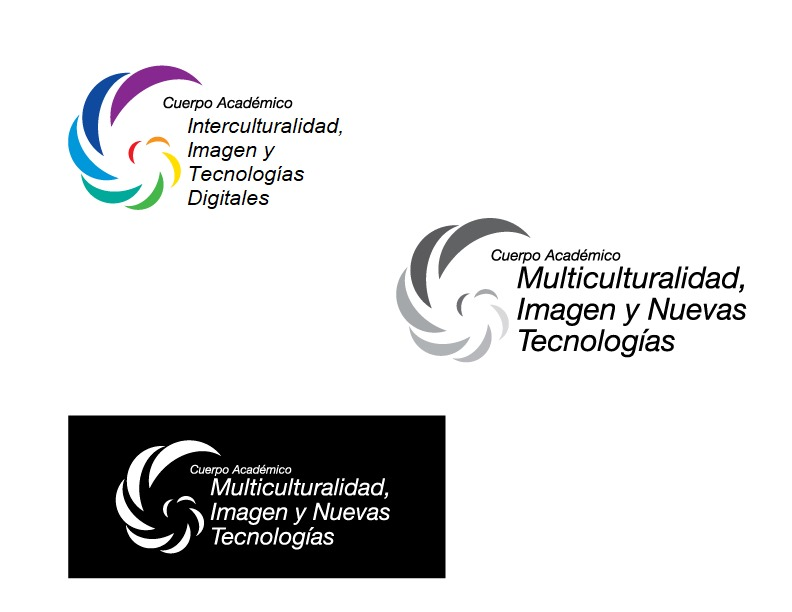 Cuerpo Académico
Interculturalidad,
Imagen y
Tecnologías
Digitales
Cuerpo Académico
Multiculturalidad,
Imagen y Nuevas
Tecnologías
Cuerpo Académico
Multiculturalidad,
Imagen y Nuevas
Tecnologías